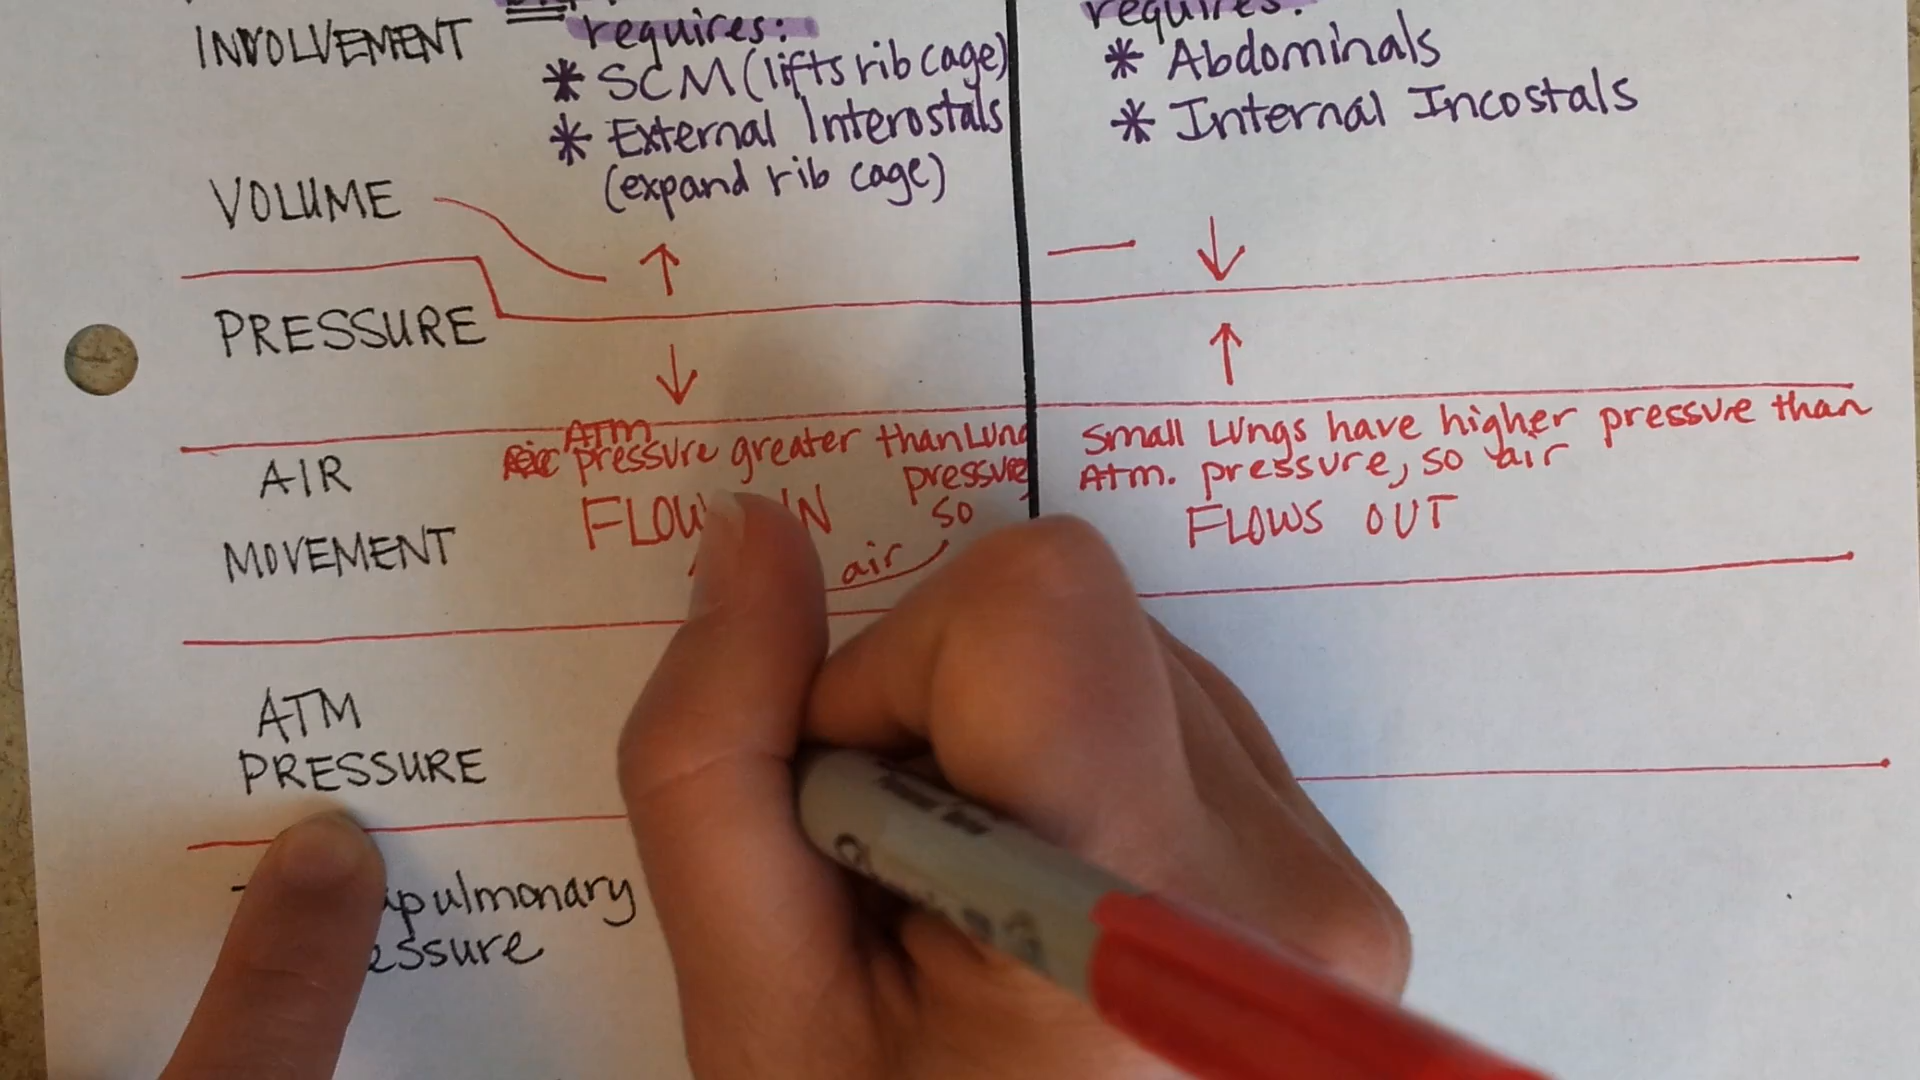 INVOLVEMENT
requires:
* SCM (lifts rib cage)
* External Interostals
(expand rib cage)
requires:
* Abdominals
* Internal Incostals
VOLUME
↑
↓
PRESSURE
↓
↑
AIR
MOVEMENT
ATM
pressure greater than Lung
pressure
so
air
FLOW IN
Small Lungs have higher pressure than
Atm. pressure, so air
FLOWS OUT
ATM
PRESSURE
pulmonary
essure